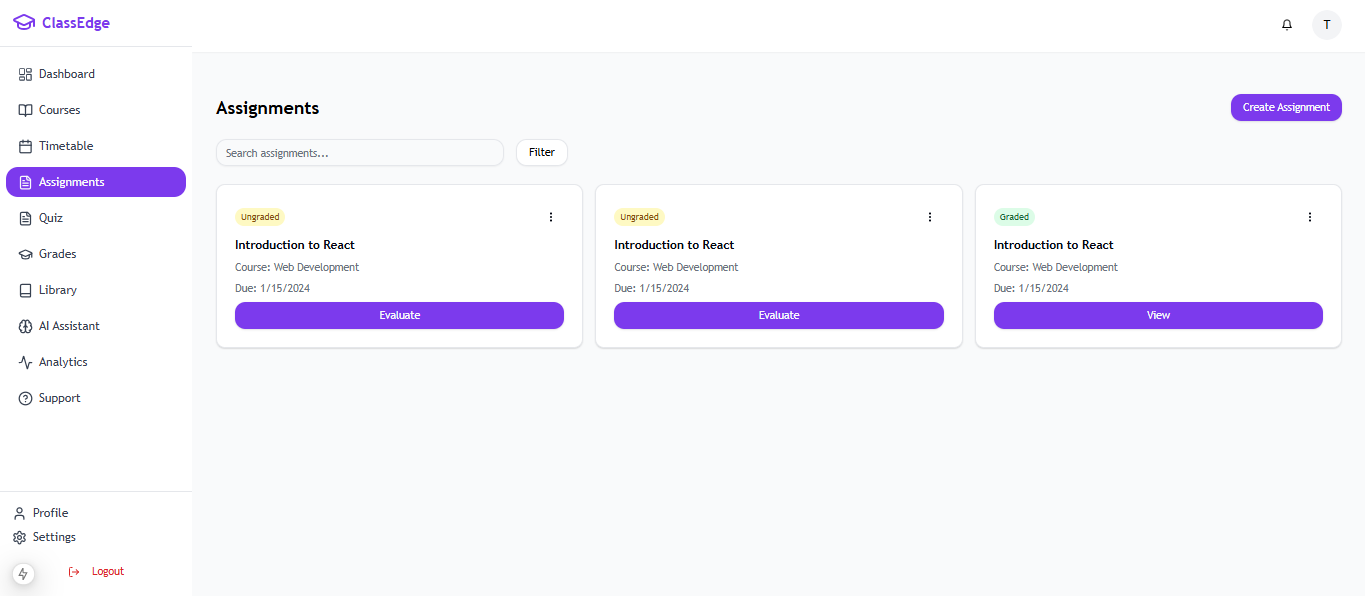 ClassEdge
T
Dashboard
Courses
Timetable
Assignments
Quiz
Grades
Library
AI Assistant
Analytics
Support
Profile
Settings
Logout
Assignments
Create Assignment
Search assignments...
Filter
Ungraded
Introduction to React
Course: Web Development
Due: 1/15/2024
Evaluate
Ungraded
Introduction to React
Course: Web Development
Due: 1/15/2024
Evaluate
Graded
Introduction to React
Course: Web Development
Due: 1/15/2024
View